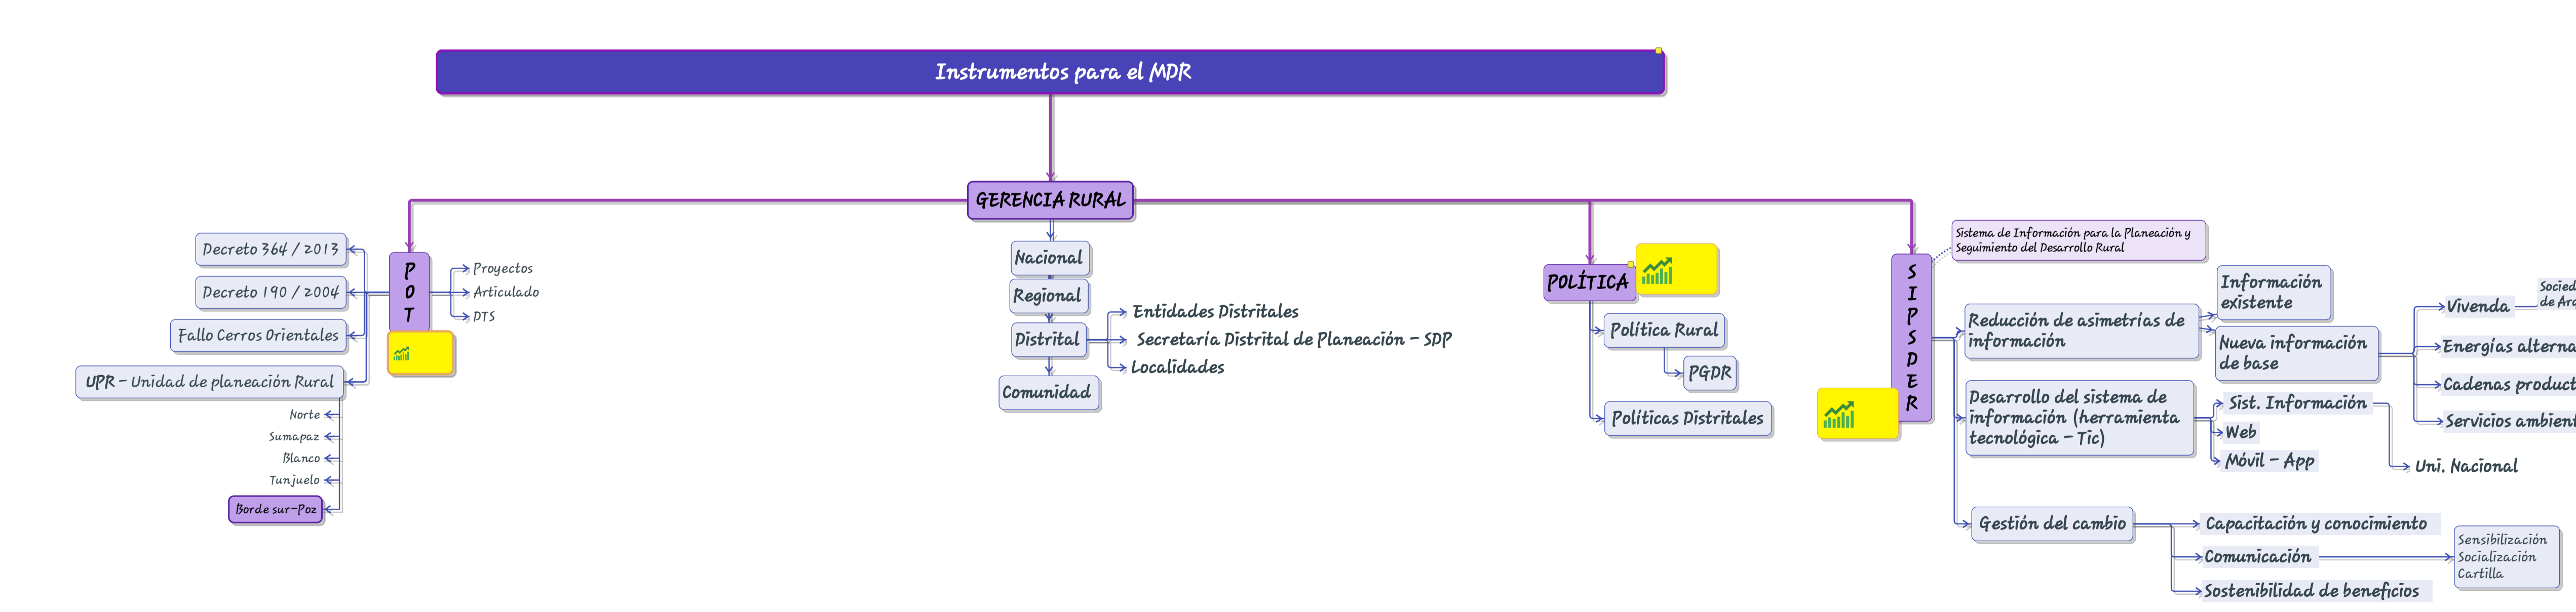 Instrumentos para el MDR
GERENCIA RURAL
Decreto 364 / 2013
Decreto 190 / 2004
Fallo Cerros Orientales
UPR - Unidad de planeación Rural
Norte
Sumapaz
Blanco
Tunjuelo
Borde sur-Poz
P
O
T
Proyectos
Articulado
DTS
Nacional
Regional
Distrital
Comunidad
Entidades Distritales
Secretaría Distrital de Planeación - SDP
Localidades
POLÍTICA
Política Rural
PGDR
Políticas Distritales
S
I
P
S
D
E
R
Sistema de Información para la Planeación y
Seguimiento del Desarrollo Rural
Reducción de asimetrías de
información
Información
existente
Nueva información
de base
Vivenda
Energías
Cadenas
Servicios
Desarrollo del sistema de
información (herramienta
tecnológica - Tic)
Sist. Información
Web
Móvil - App
Uni. Nacional
Gestión del cambio
Capacitación y conocimiento
Comunicación
Sostenibilidad de beneficios
Sensibilización
Socialización
Cartilla